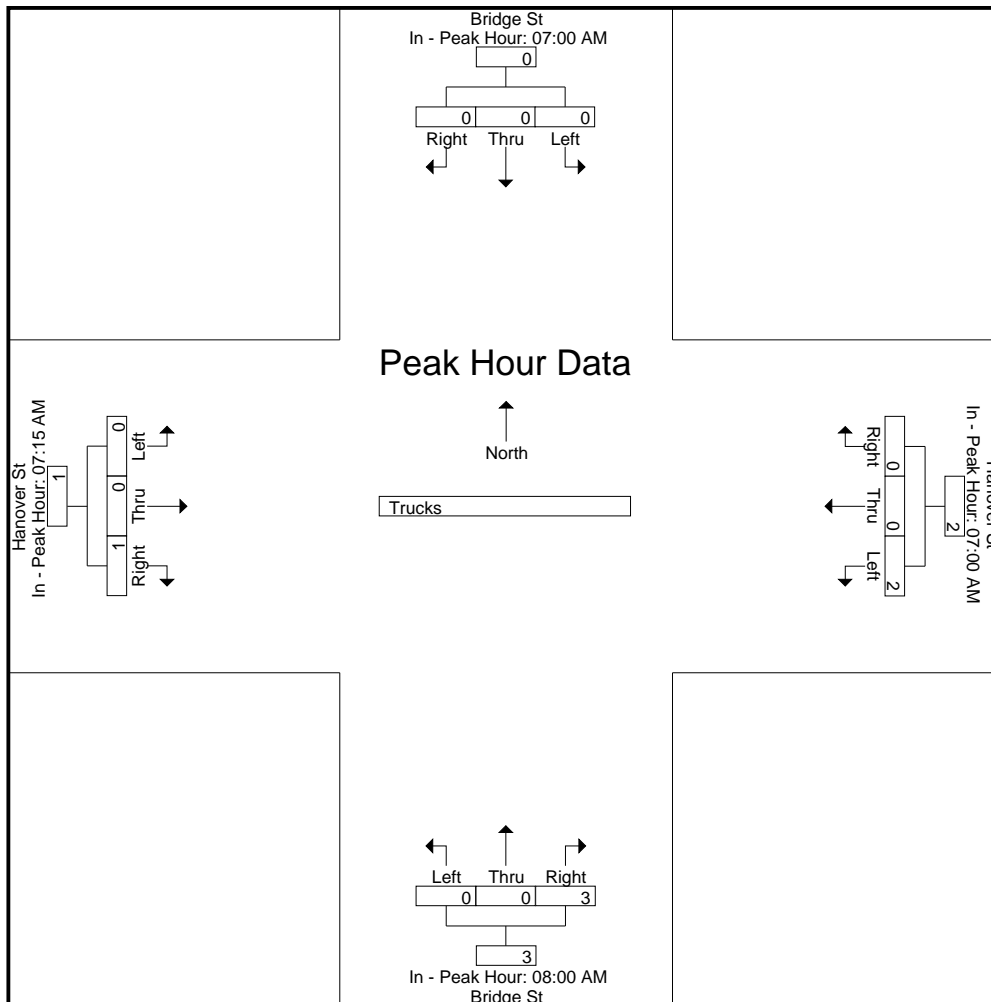 Bridge St
In - Peak Hour: 07:00 AM
0
0 0 0
Right Thru Left
Peak Hour Data
North
Trucks
Hanover St
In - Peak Hour: 07:15 AM
1
0 0 1
Left Thru Right
Right Thru Left
0 0 2
2
In - Peak Hour: 07:00 AM
Hanover St
Left Thru Right
0 0 3
3
In - Peak Hour: 08:00 AM
Bridge St